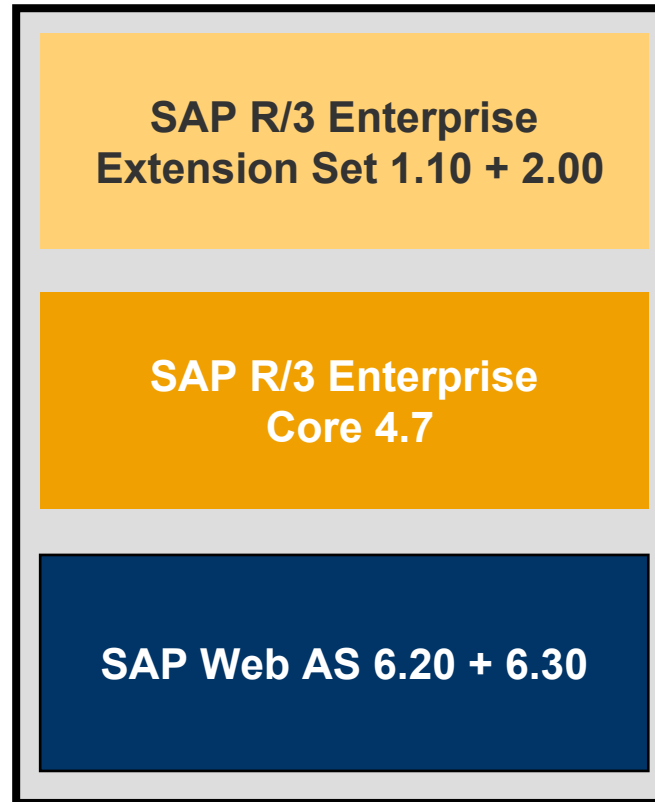 SAP R/3 Enterprise
Extension Set 1.10 + 2.00
SAP R/3 Enterprise
Core 4.7
SAP Web AS 6.20 + 6.30